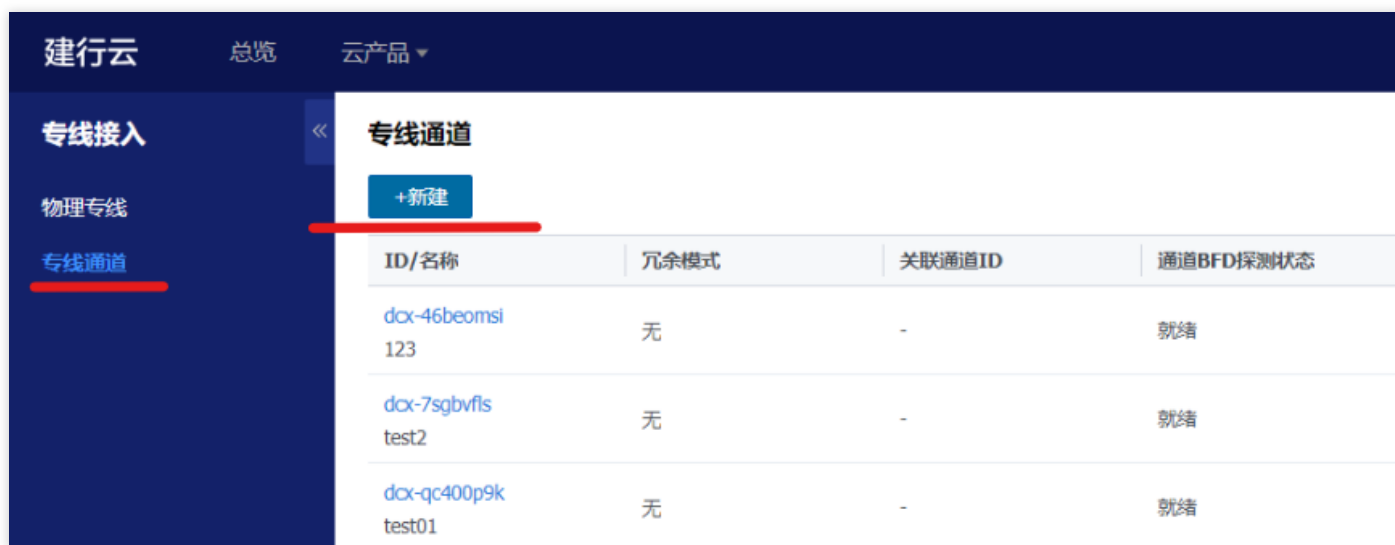 建行云 总览 云产品
专线接入 «
专线通道
+新建
物理专线
专线通道
ID/名称 冗余模式 关联通道ID 通道BFD探测状态
dcx-46beomsi
123 无 - 就绪
dcx-7sgbvfls
test2 无 - 就绪
dcx-qc400p9k
test01 无 - 就绪